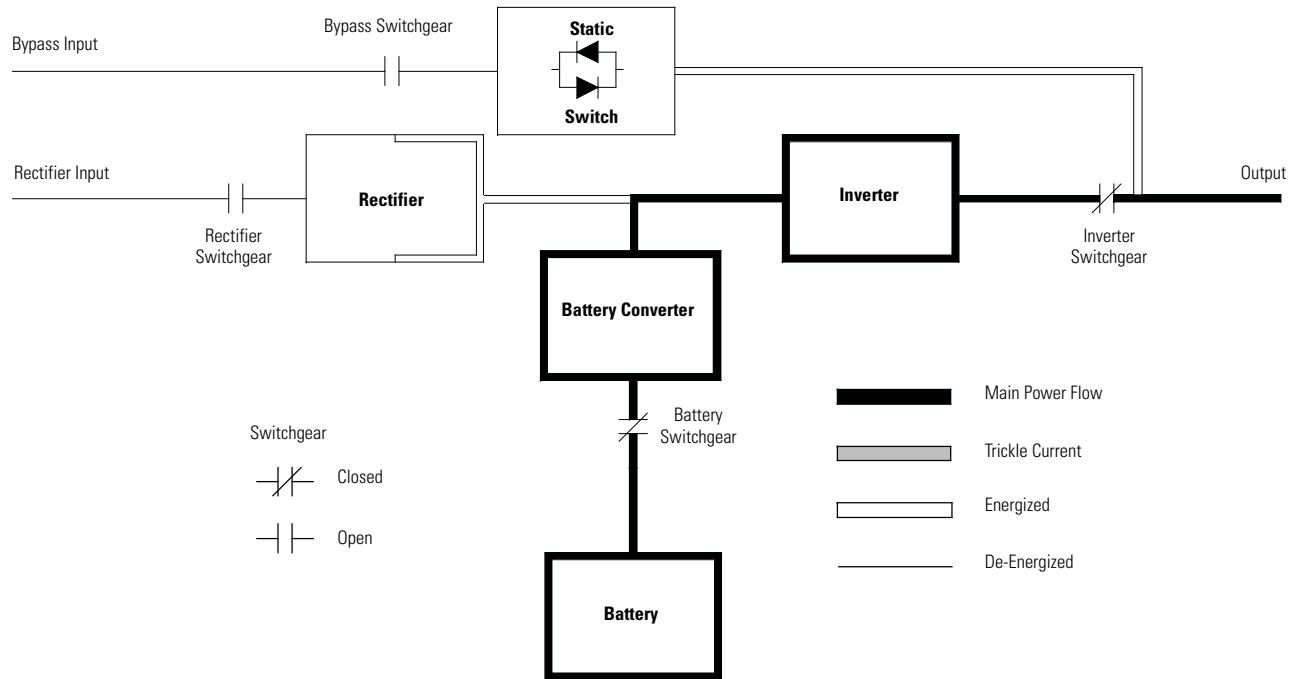 Bypass Input
Bypass Switchgear
Static
Switch
Rectifier Input
Rectifier
Switchgear
Rectifier
Inverter
Inverter
Switchgear
Output
Battery Converter
Battery
Switchgear
Battery
Switchgear
Closed
Open
Main Power Flow
Trickle Current
Energized
De-Energized